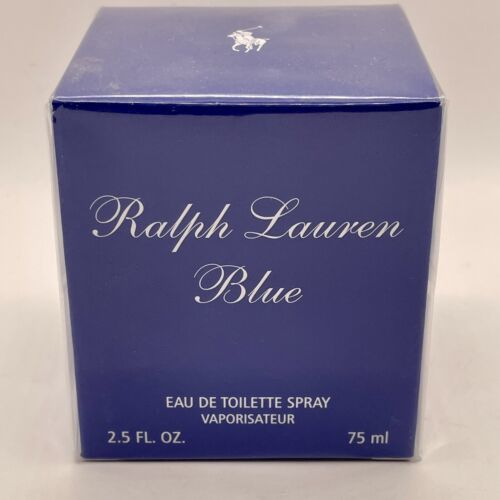 Ralph Lauren
Blue
EAU DE TOILETTE SPRAY
VAPORISATEUR
2.5 FL. OZ. 75 ml